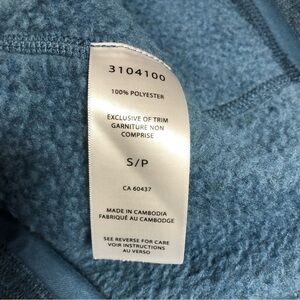 3104100
100% POLYESTER
EXCLUSIVE OF TRIM
GARNITURE NON
COMPRISE
S/P
CA 60437
MADE IN CAMBODIA
FABRIQUÉ AU CAMBODGE
SEE REVERSE FOR CARE
VOIR INSTRUCTIONS
AU VERSO